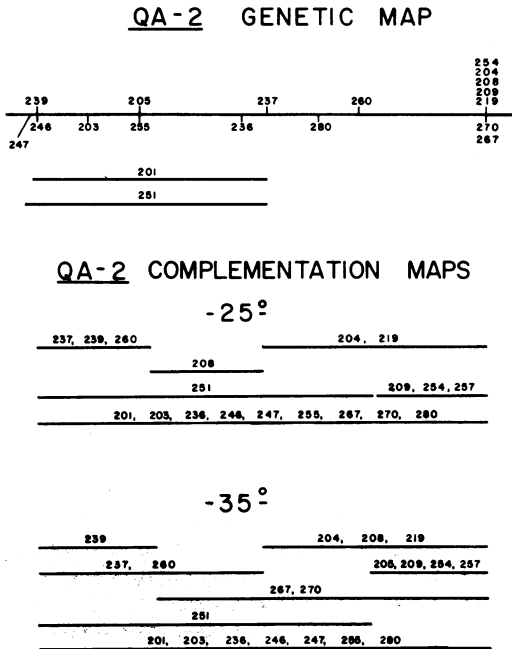 QA-2 GENETIC MAP
254
204
208
209
239 205 237 260 219
246 203 255 236 280 270
247 267
201
251
QA-2 COMPLEMENTATION MAPS
-25º
237, 239, 260 204, 219
208
251 209, 254, 257
201, 203, 236, 246, 247, 255, 267, 270, 280
-35º
239 204, 208, 219
237, 260 205, 209, 254, 257
267, 270
251
201, 203, 236, 246, 247, 255, 280